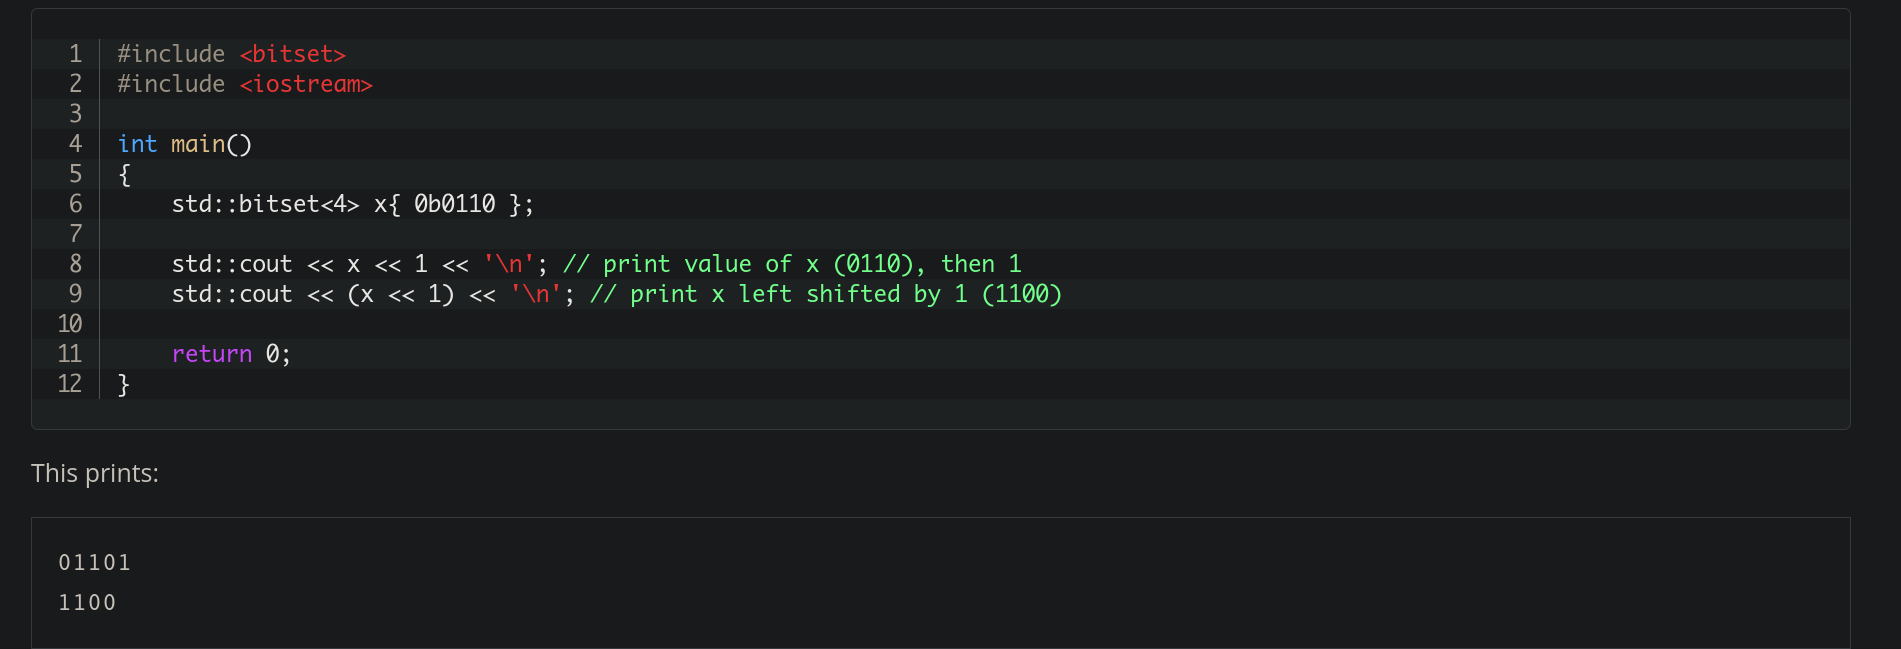 1 #include <bitset>
2 #include <iostream>
3
4 int main()
5 {
6     std::bitset<4> x{ 0b0110 };
7
8     std::cout << x << 1 << '\n'; // print value of x (0110), then 1
9     std::cout << (x << 1) << '\n'; // print x left shifted by 1 (1100)
10
11     return 0;
12 }
This prints:
01101
1100